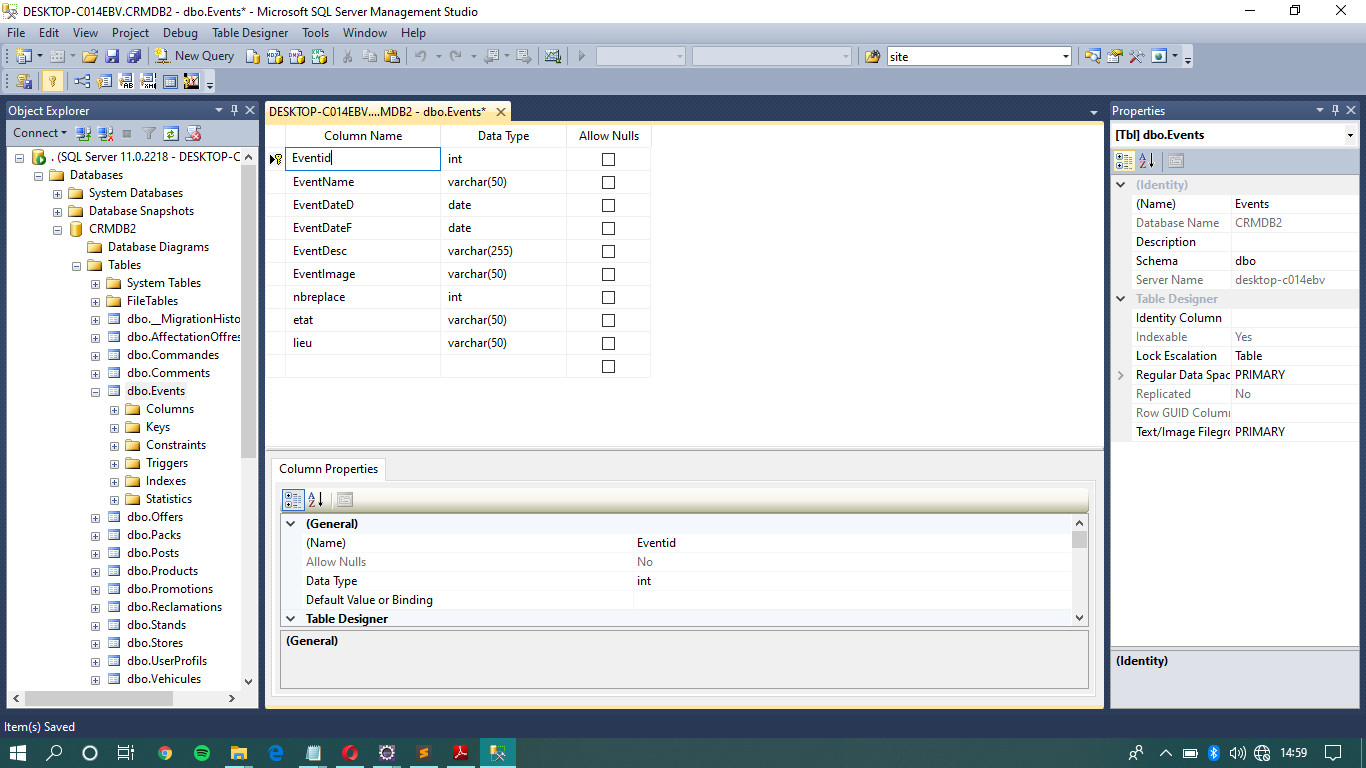 DESKTOP-C014EBV.CRMDB2 - dbo.Events* - Microsoft SQL Server Management Studio
File Edit View Project Debug Table Designer Tools Window Help
New Query site
Object Explorer
Connect
. (SQL Server 11.0.2218 - DESKTOP-C
Databases
System Databases
Database Snapshots
CRMDB2
Database Diagrams
Tables
System Tables
FileTables
dbo.__MigrationHisto
dbo.AffectationOffres
dbo.Commandes
dbo.Comments
dbo.Events
Columns
Keys
Constraints
Triggers
Indexes
Statistics
dbo.Offers
dbo.Packs
dbo.Posts
dbo.Products
dbo.Promotions
dbo.Reclamations
dbo.Stands
dbo.Stores
dbo.UserProfils
dbo.Vehicules
DESKTOP-C014EBV....MDB2 - dbo.Events*
Column Name Data Type Allow Nulls
Eventid int
EventName varchar(50)
EventDateD date
EventDateF date
EventDesc varchar(255)
EventImage varchar(50)
nbreplace int
etat varchar(50)
lieu varchar(50)
Column Properties
(General)
(Name) Eventid
Allow Nulls No
Data Type int
Default Value or Binding
Table Designer
(General)
Properties
[Tbl] dbo.Events
(Identity)
(Name) Events
Database Name CRMDB2
Description
Schema dbo
Server Name desktop-c014ebv
Table Designer
Identity Column
Indexable Yes
Lock Escalation Table
Regular Data Spac PRIMARY
Replicated No
Row GUID Colum
Text/Image Filegr PRIMARY
(Identity)
Item(s) Saved
14:59